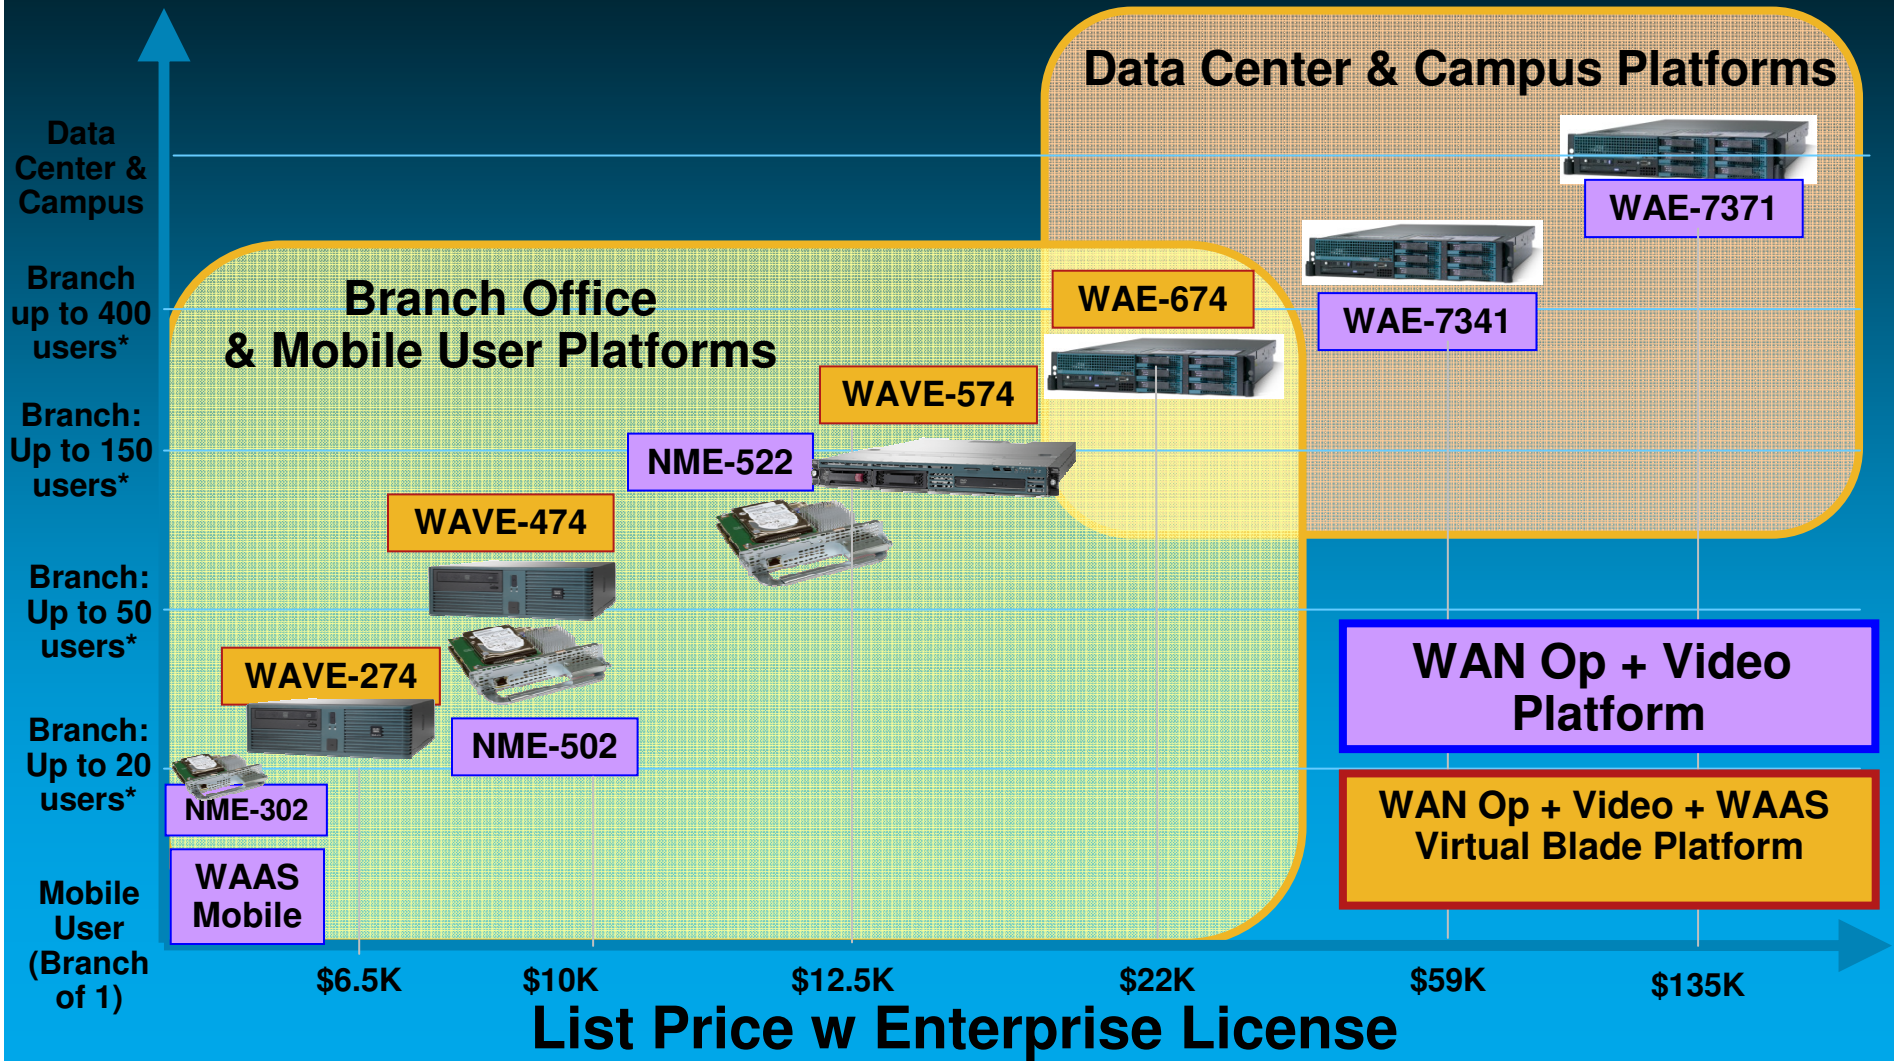 Data Center & Campus Platforms
Data
Center &
Campus
WAE-7371
Branch
up to 400
users*
Branch Office
& Mobile User Platforms
WAE-674
WAE-7341
Branch:
Up to 150
users*
WAVE-574
NME-522
WAVE-474
Branch:
Up to 50
users*
WAVE-274
NME-502
WAN Op + Video
Platform
Branch:
Up to 20
users*
NME-302
WAN Op + Video + WAAS
Virtual Blade Platform
WAAS
Mobile
Mobile
User
(Branch
of 1)
$6.5K
$10K
$12.5K
$22K
$59K
$135K
List Price w Enterprise License